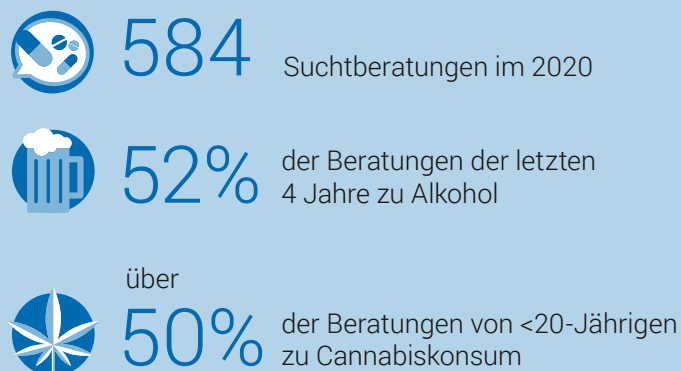 584 Suchtberatungen im 2020
52% der Beratungen der letzten
4 Jahre zu Alkohol
über
50% der Beratungen von <20-Jährigen
zu Cannabiskonsum